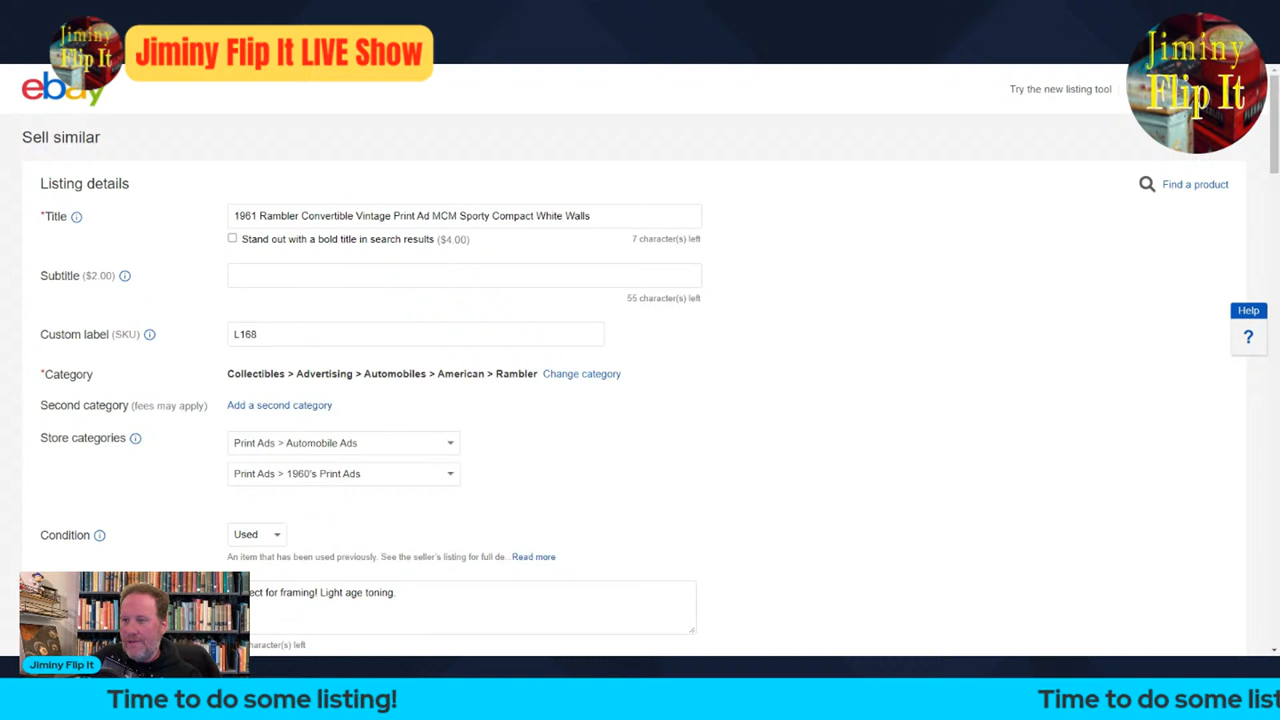 Jiminy Flip It
Jiminy Flip It LIVE Show
Jiminy Flip It
ebay
Try the new listing tool
Sell similar
Listing details
Find a product
*Title
1961 Rambler Convertible Vintage Print Ad MCM Sporty Compact White Walls
Stand out with a bold title in search results ($4.00)
7 character(s) left
Subtitle ($2.00)
55 character(s) left
Custom label (SKU)
L168
Help
?
*Category
Collectibles > Advertising > Automobiles > American > Rambler Change category
Second category (fees may apply)
Add a second category
Store categories
Print Ads > Automobile Ads
Print Ads > 1960's Print Ads
Condition
Used
An item that has been used previously. See the seller's listing for full de... Read more
ect for framing! Light age toning.
aracter(s) left
Jiminy Flip It
Time to do some listing!
Time to do some list